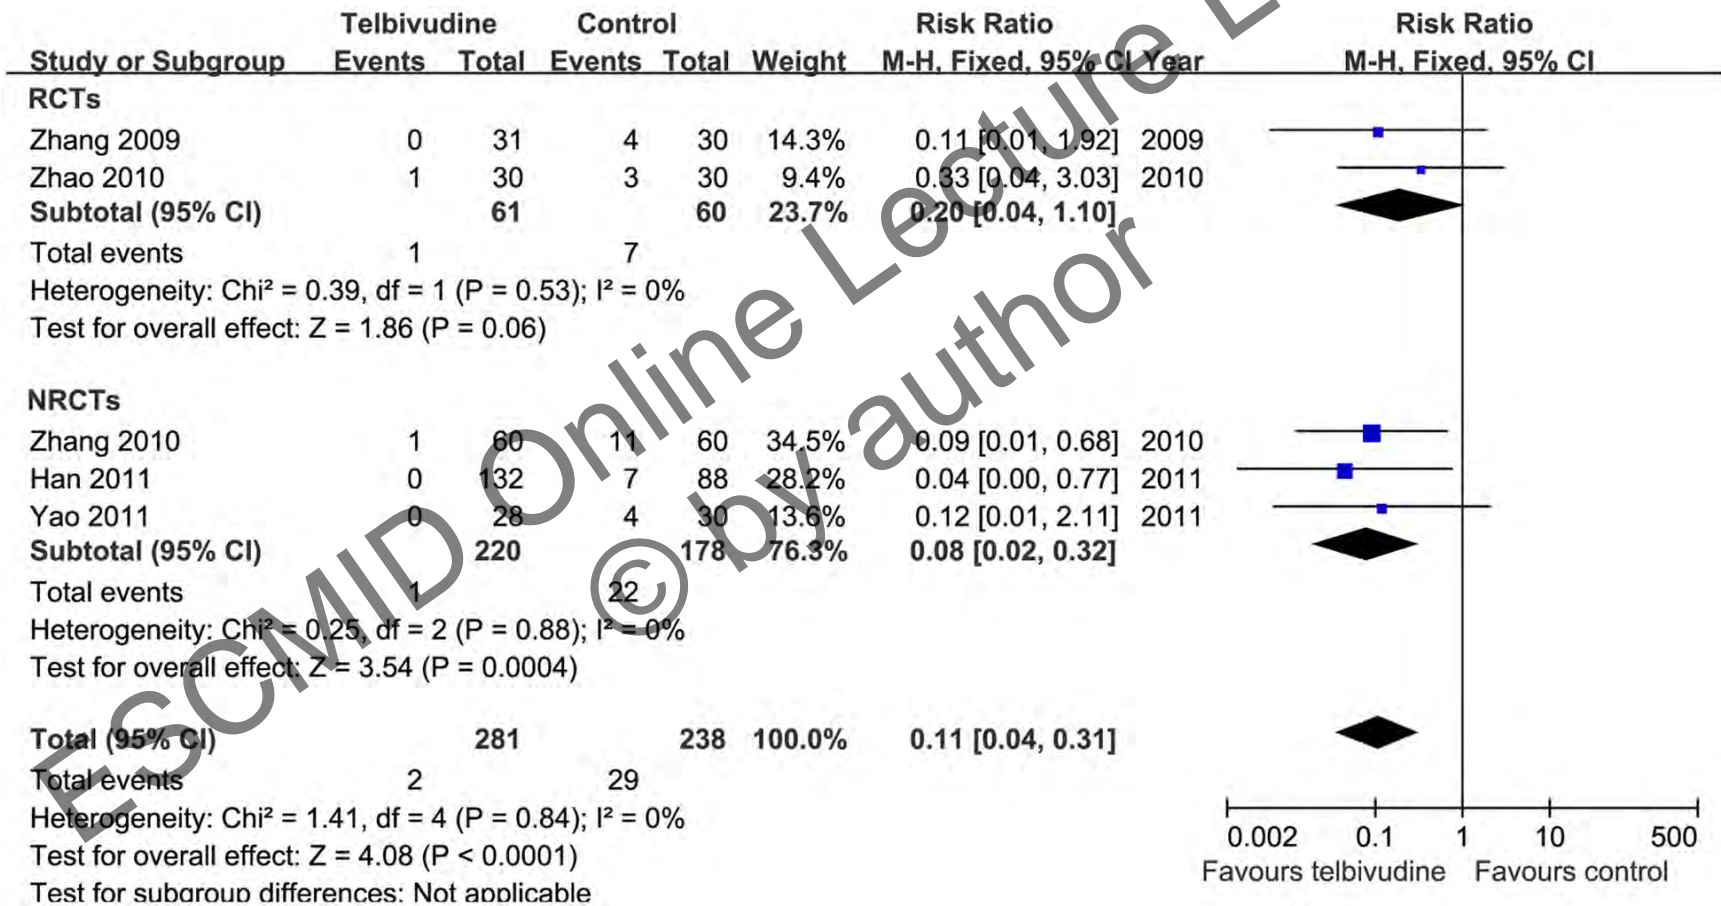 Telbivudine Control Risk Ratio Risk Ratio
Study or Subgroup Events Total Events Total Weight M-H, Fixed, 95% CI Year M-H, Fixed, 95% CI
RCTs
Zhang 2009 0 31 4 30 14.3% 0.11 [0.01, 1.92] 2009
Zhao 2010 1 30 3 30 9.4% 0.33 [0.04, 3.03] 2010
Subtotal (95% CI) 61 60 23.7% 0.20 [0.04, 1.10]
Total events 1 7
Heterogeneity: Chi² = 0.39, df = 1 (P = 0.53); I² = 0%
Test for overall effect: Z = 1.86 (P = 0.06)
NRCTs
Zhang 2010 1 60 11 60 34.5% 0.09 [0.01, 0.68] 2010
Han 2011 0 132 7 88 28.2% 0.04 [0.00, 0.77] 2011
Yao 2011 0 28 4 30 13.6% 0.12 [0.01, 2.11] 2011
Subtotal (95% CI) 220 178 76.3% 0.08 [0.02, 0.32]
Total events 1 22
Heterogeneity: Chi² = 0.25, df = 2 (P = 0.88); I² = 0%
Test for overall effect: Z = 3.54 (P = 0.0004)
Total (95% CI) 281 238 100.0% 0.11 [0.04, 0.31]
Total events 2 29
Heterogeneity: Chi² = 1.41, df = 4 (P = 0.84); I² = 0%
Test for overall effect: Z = 4.08 (P < 0.0001)
Test for subgroup differences: Not applicable
0.002 0.1 1 10 500
Favours telbivudine Favours control
ESCMID Online Lecture L
© by author